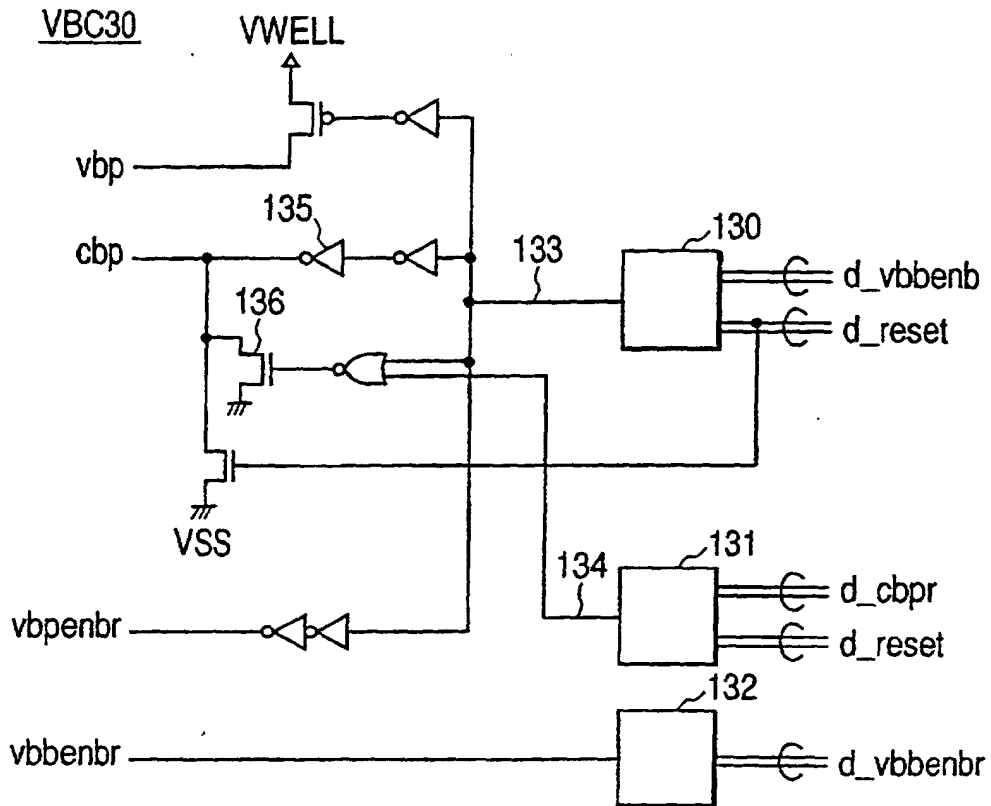 VBC30
VWELL
vbp
135
cbp
133
130
d_vbbenb
136
d_reset
VSS
134
131
d_cbpr
vbpenbr
d_reset
132
vbbenbr
d_vbbenbr